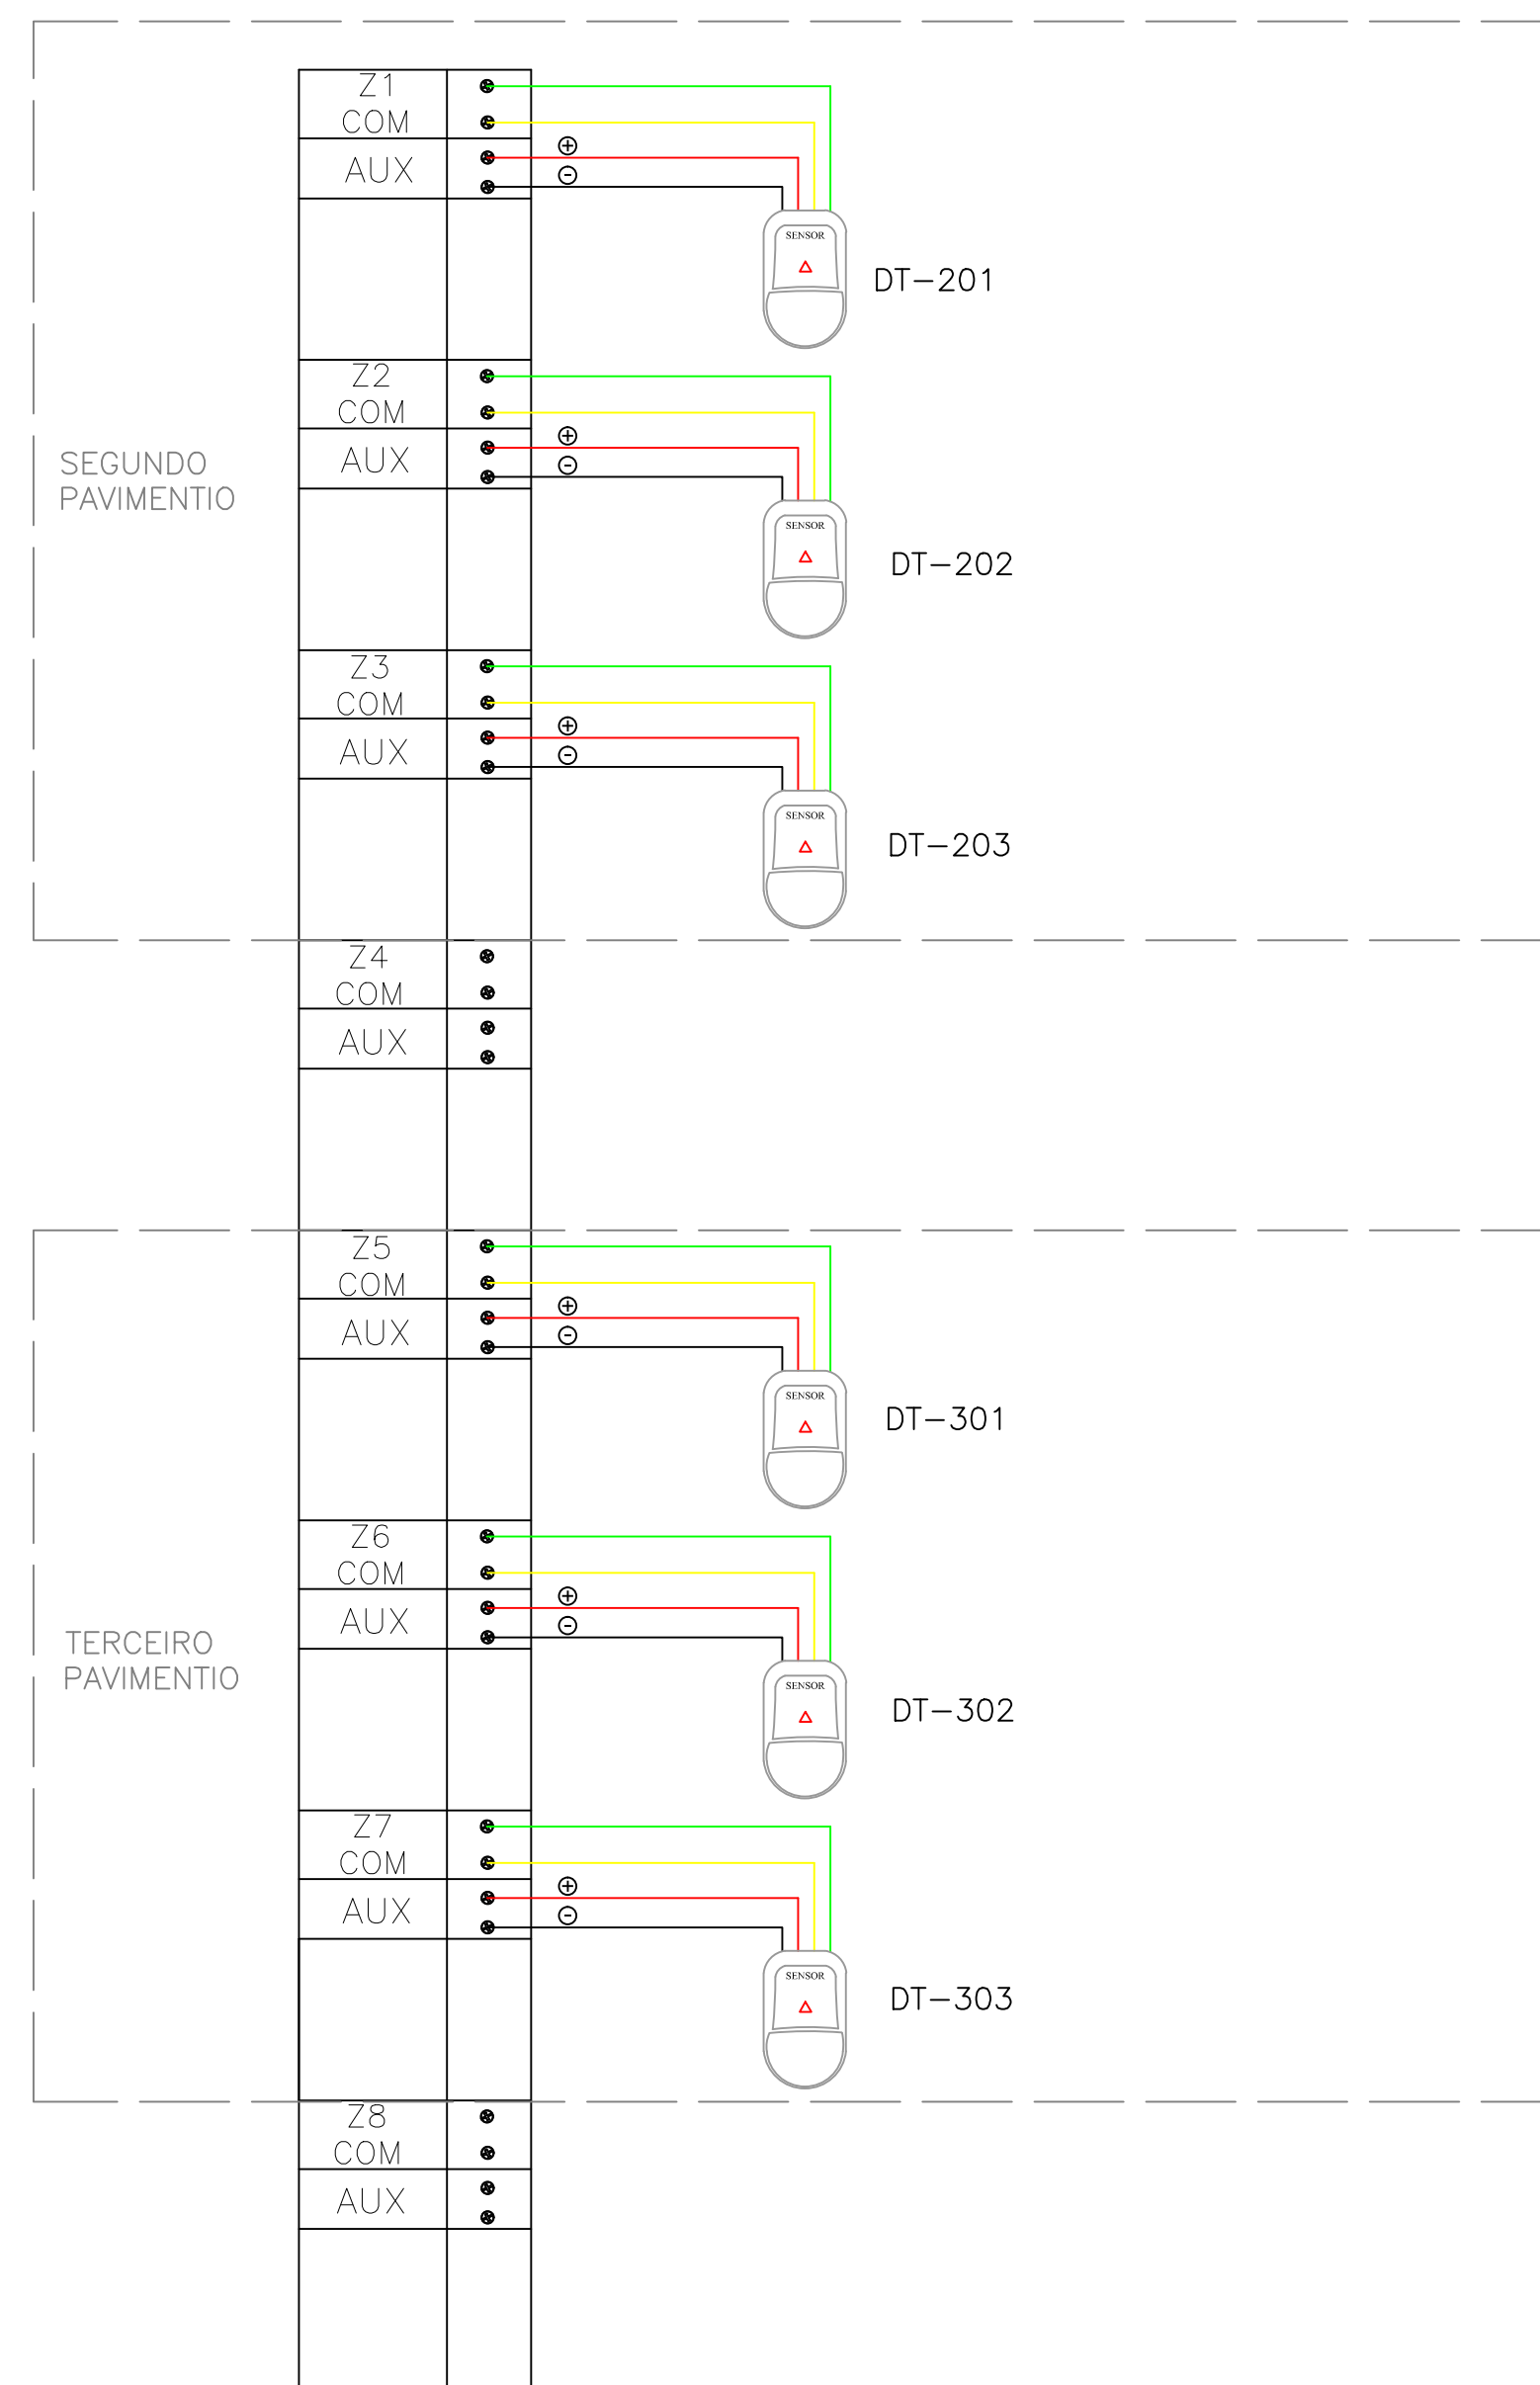 Z1
COM
⊕
AUX
⊖
SENSOR
DT-201
Z2
COM
⊕
AUX
⊖
SEGUNDO
PAVIMENTIO
SENSOR
DT-202
Z3
COM
⊕
AUX
⊖
SENSOR
DT-203
Z4
COM
AUX
Z5
COM
⊕
AUX
⊖
SENSOR
DT-301
Z6
COM
⊕
AUX
⊖
TERCEIRO
PAVIMENTIO
SENSOR
DT-302
Z7
COM
⊕
AUX
⊖
SENSOR
DT-303
Z8
COM
AUX